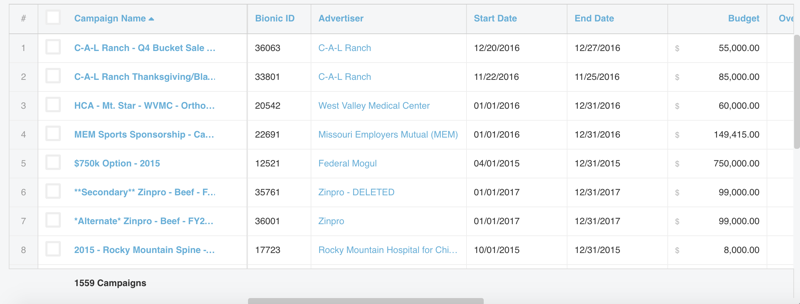 # Campaign Name Bionic ID Advertiser Start Date End Date Budget Ove
1 C-A-L Ranch - Q4 Bucket Sale ... 36063 C-A-L Ranch 12/20/2016 12/27/2016 $ 55,000.00
2 C-A-L Ranch Thanksgiving/Bla... 33801 C-A-L Ranch 11/22/2016 11/25/2016 $ 85,000.00
3 HCA - Mt. Star - WVMC - Ortho... 20542 West Valley Medical Center 01/01/2016 12/31/2016 $ 60,000.00
4 MEM Sports Sponsorship - Ca... 22691 Missouri Employers Mutual (MEM) 01/01/2016 12/31/2016 $ 149,415.00
5 $750k Option - 2015 12521 Federal Mogul 04/01/2015 12/31/2015 $ 750,000.00
6 **Secondary** Zinpro - Beef - F... 35761 Zinpro - DELETED 01/01/2017 12/31/2017 $ 99,000.00
7 *Alternate* Zinpro - Beef - FY2... 36001 Zinpro 01/01/2017 12/31/2017 $ 99,000.00
8 2015 - Rocky Mountain Spine -... 17723 Rocky Mountain Hospital for Chi... 10/01/2015 12/31/2015 $ 8,000.00
1559 Campaigns